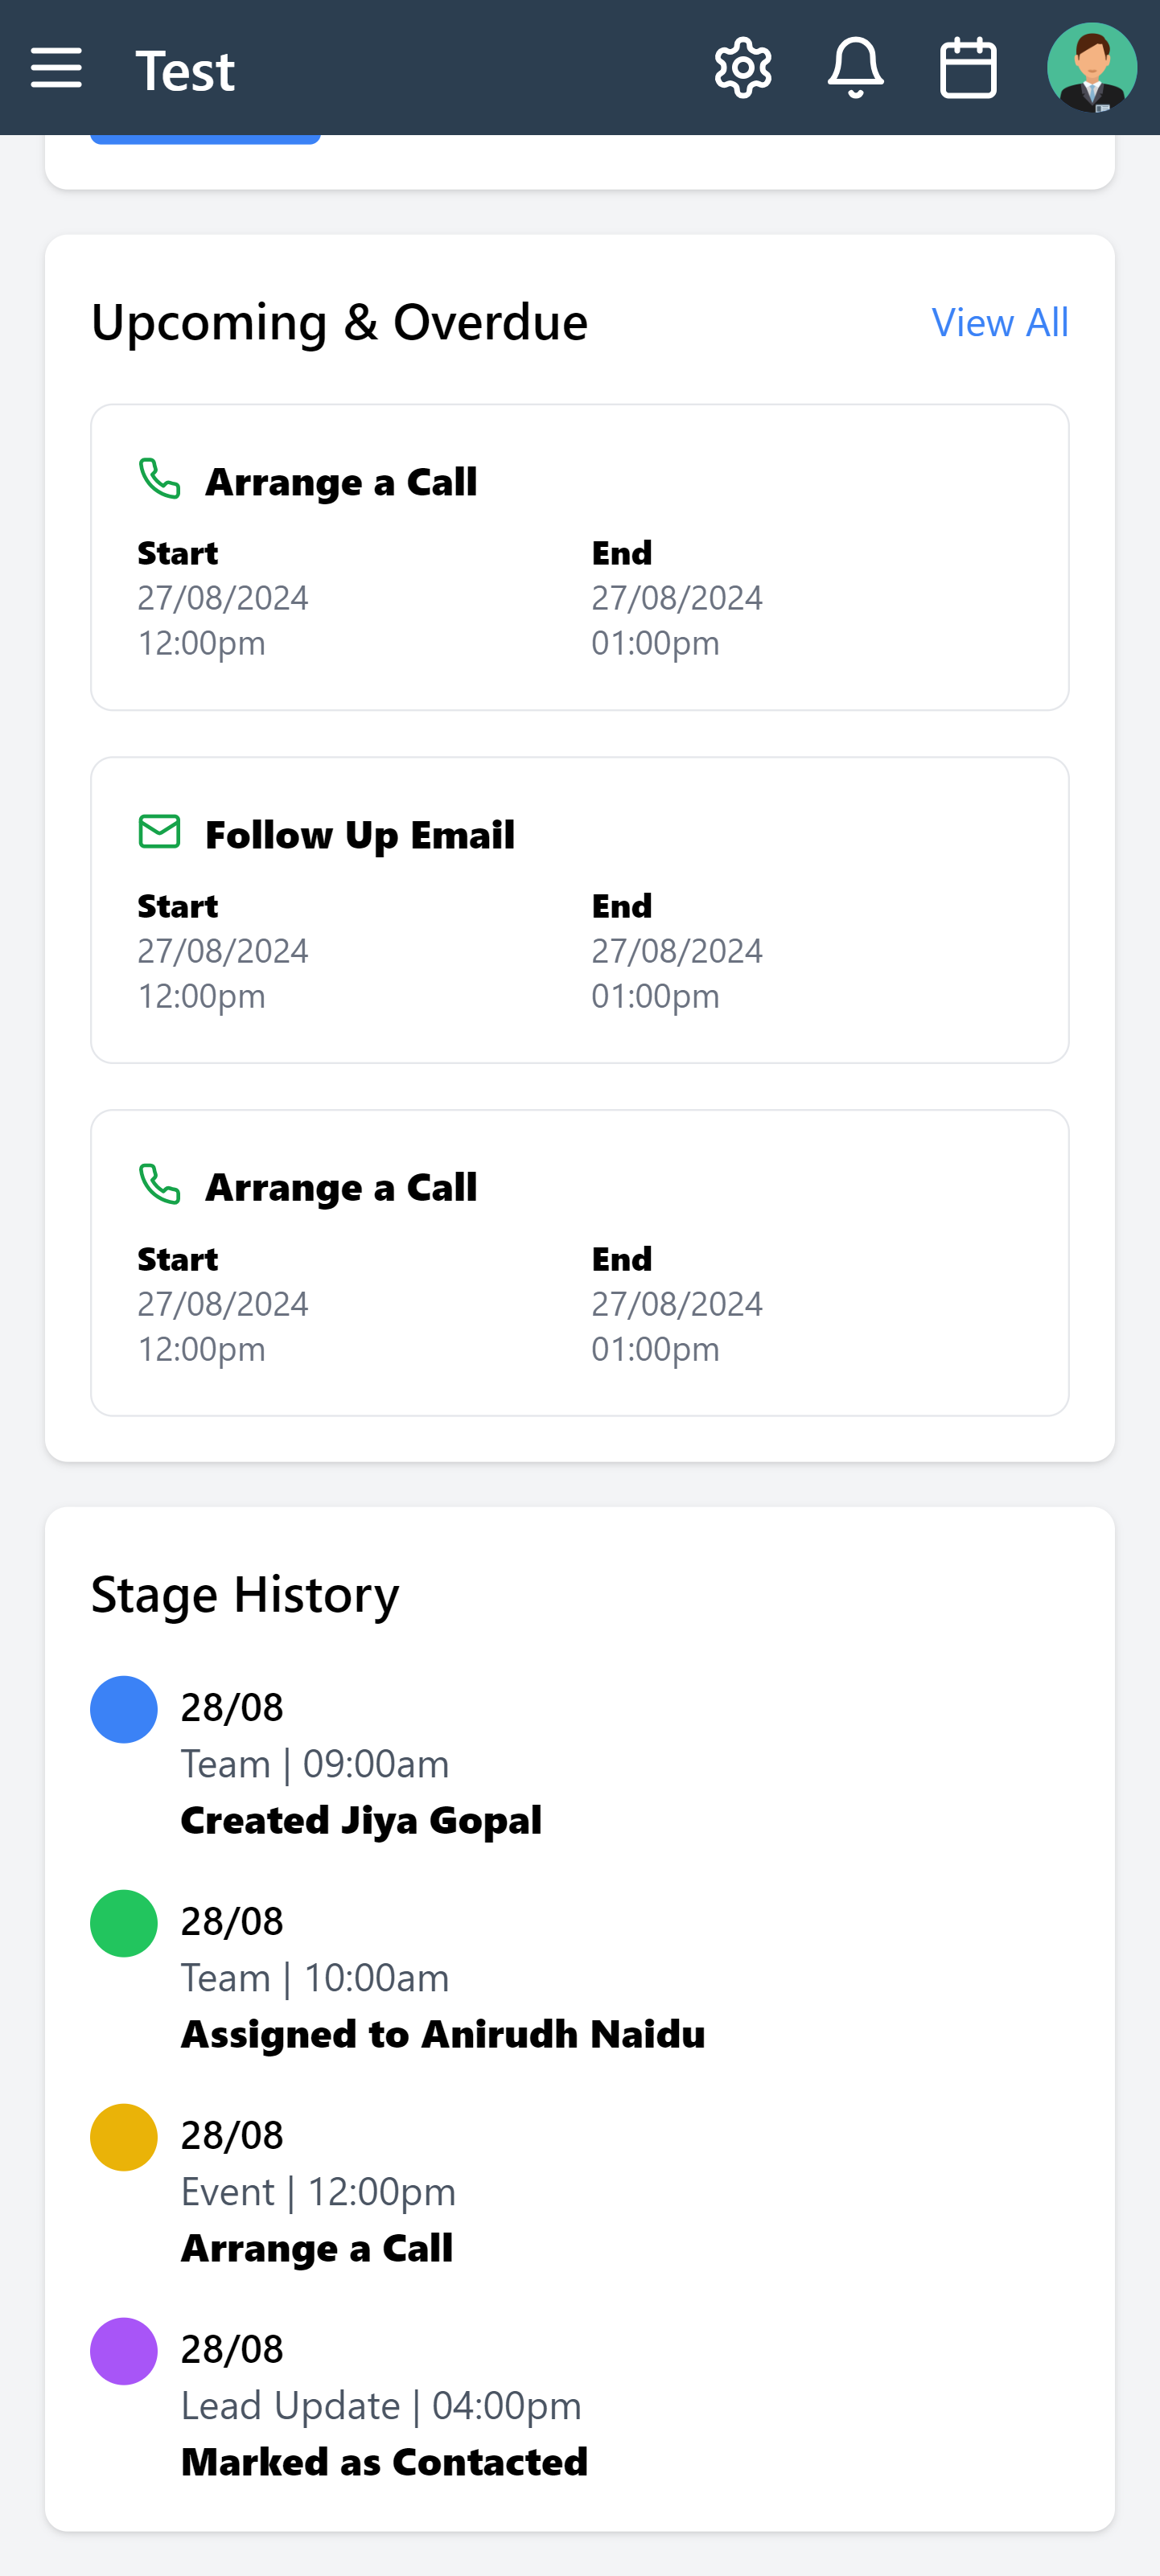 Test
Upcoming & Overdue
View All
Arrange a Call
Start End
27/08/2024 27/08/2024
12:00pm 01:00pm
Follow Up Email
Start End
27/08/2024 27/08/2024
12:00pm 01:00pm
Arrange a Call
Start End
27/08/2024 27/08/2024
12:00pm 01:00pm
Stage History
28/08
Team | 09:00am
Created Jiya Gopal
28/08
Team | 10:00am
Assigned to Anirudh Naidu
28/08
Event | 12:00pm
Arrange a Call
28/08
Lead Update | 04:00pm
Marked as Contacted